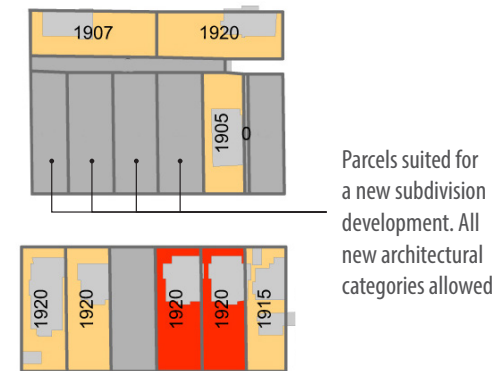 1907 1920
1905 0
Parcels suited for
a new subdivision
development. All
new architectural
categories allowed
1920 1920 1920 1920 1915